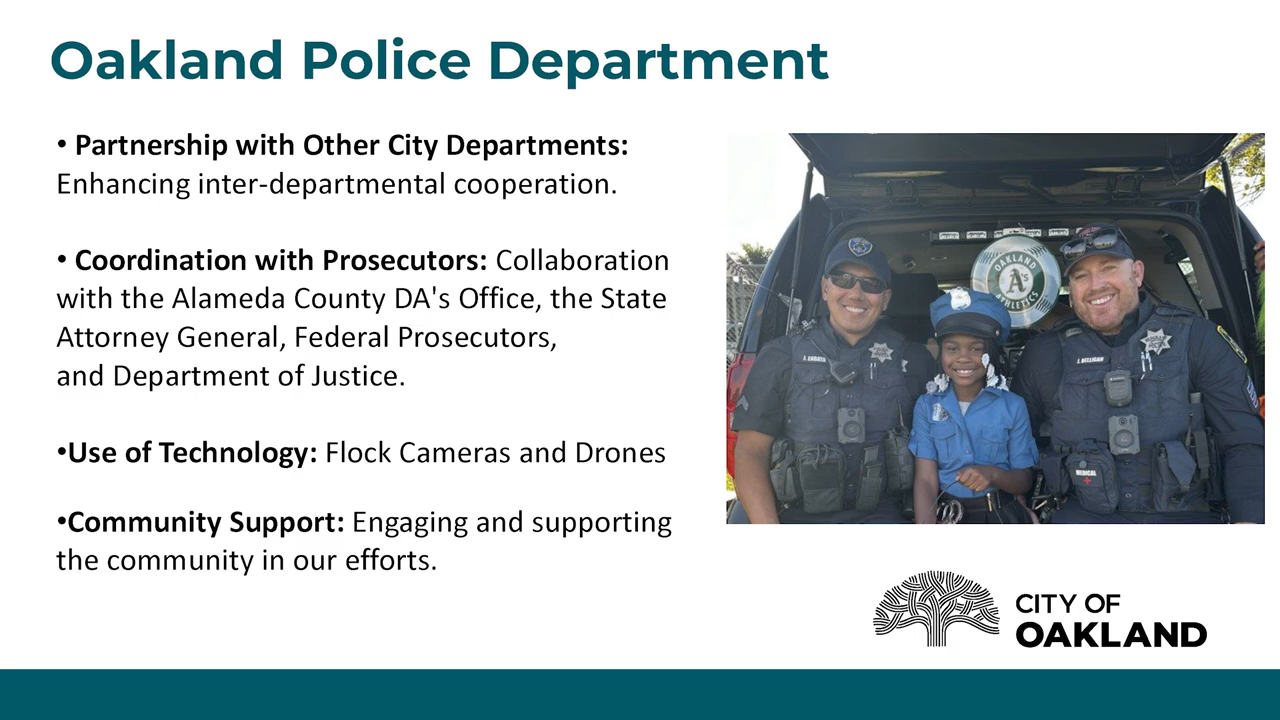 Oakland Police Department
• Partnership with Other City Departments:
Enhancing inter-departmental cooperation.
• Coordination with Prosecutors: Collaboration
with the Alameda County DA's Office, the State
Attorney General, Federal Prosecutors,
and Department of Justice.
•Use of Technology: Flock Cameras and Drones
•Community Support: Engaging and supporting
the community in our efforts.
OAKLAND
A's
ATHLETICS
MEDICAL
CITY OF
OAKLAND